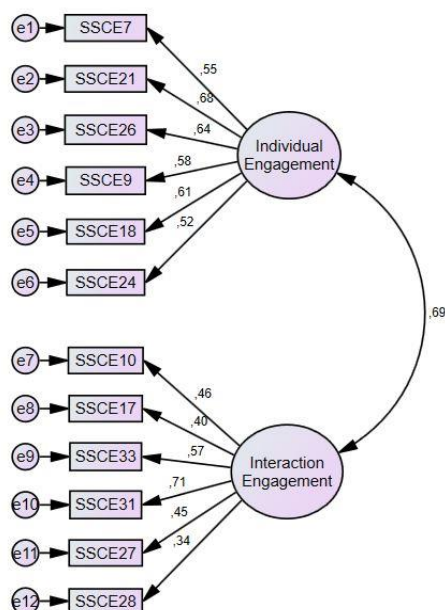 e1 SSCE7
,55
e2 SSCE21
,68
e3 SSCE26
,64
Individual
Engagement
e4 SSCE9
,58
e5 SSCE18
,61
e6 SSCE24
,52
,69
e7 SSCE10
,46
e8 SSCE17
,40
e9 SSCE33
,57
Interaction
Engagement
e10 SSCE31
,71
e11 SSCE27
,45
e12 SSCE28
,34